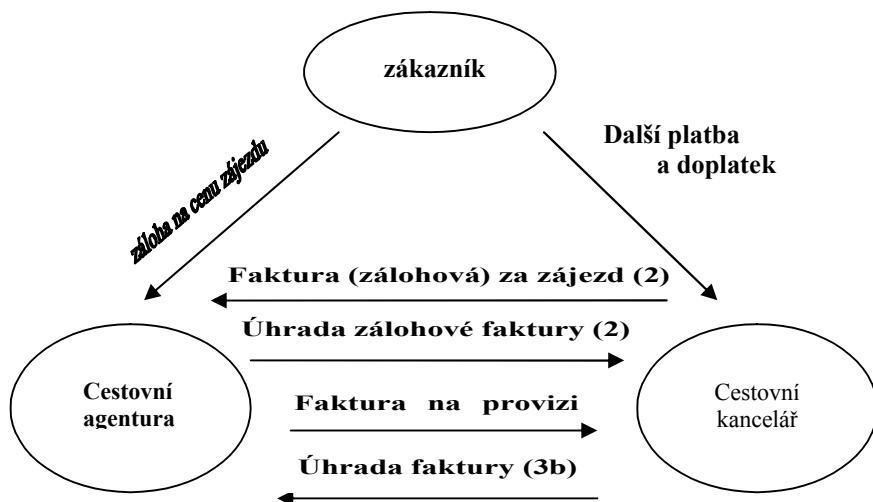 zákazník
Další platba
a doplatek
záloha na cenu zájezdu
Faktura (zálohová) za zájezd (2)
Úhrada zálohové faktury (2)
Cestovní
agentura
Cestovní
kancelář
Faktura na provizi
Úhrada faktury (3b)